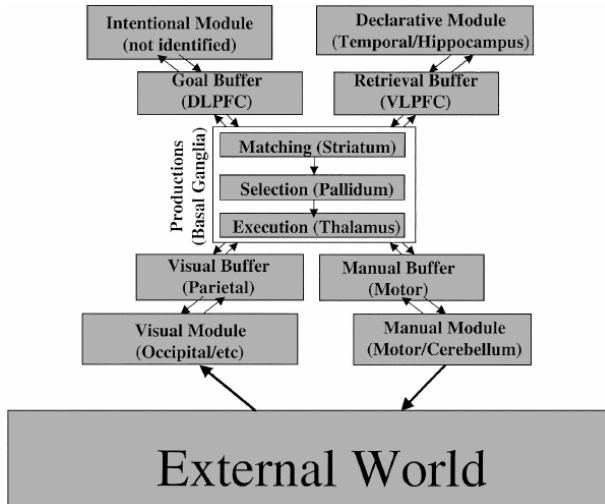 Intentional Module
(not identified)
Declarative Module
(Temporal/Hippocampus)
Goal Buffer
(DLPFC)
Retrieval Buffer
(VLPFC)
Productions
(Basal Ganglia)
Matching (Striatum)
Selection (Pallidum)
Execution (Thalamus)
Visual Buffer
(Parietal)
Manual Buffer
(Motor)
Visual Module
(Occipital/etc)
Manual Module
(Motor/Cerebellum)
External World